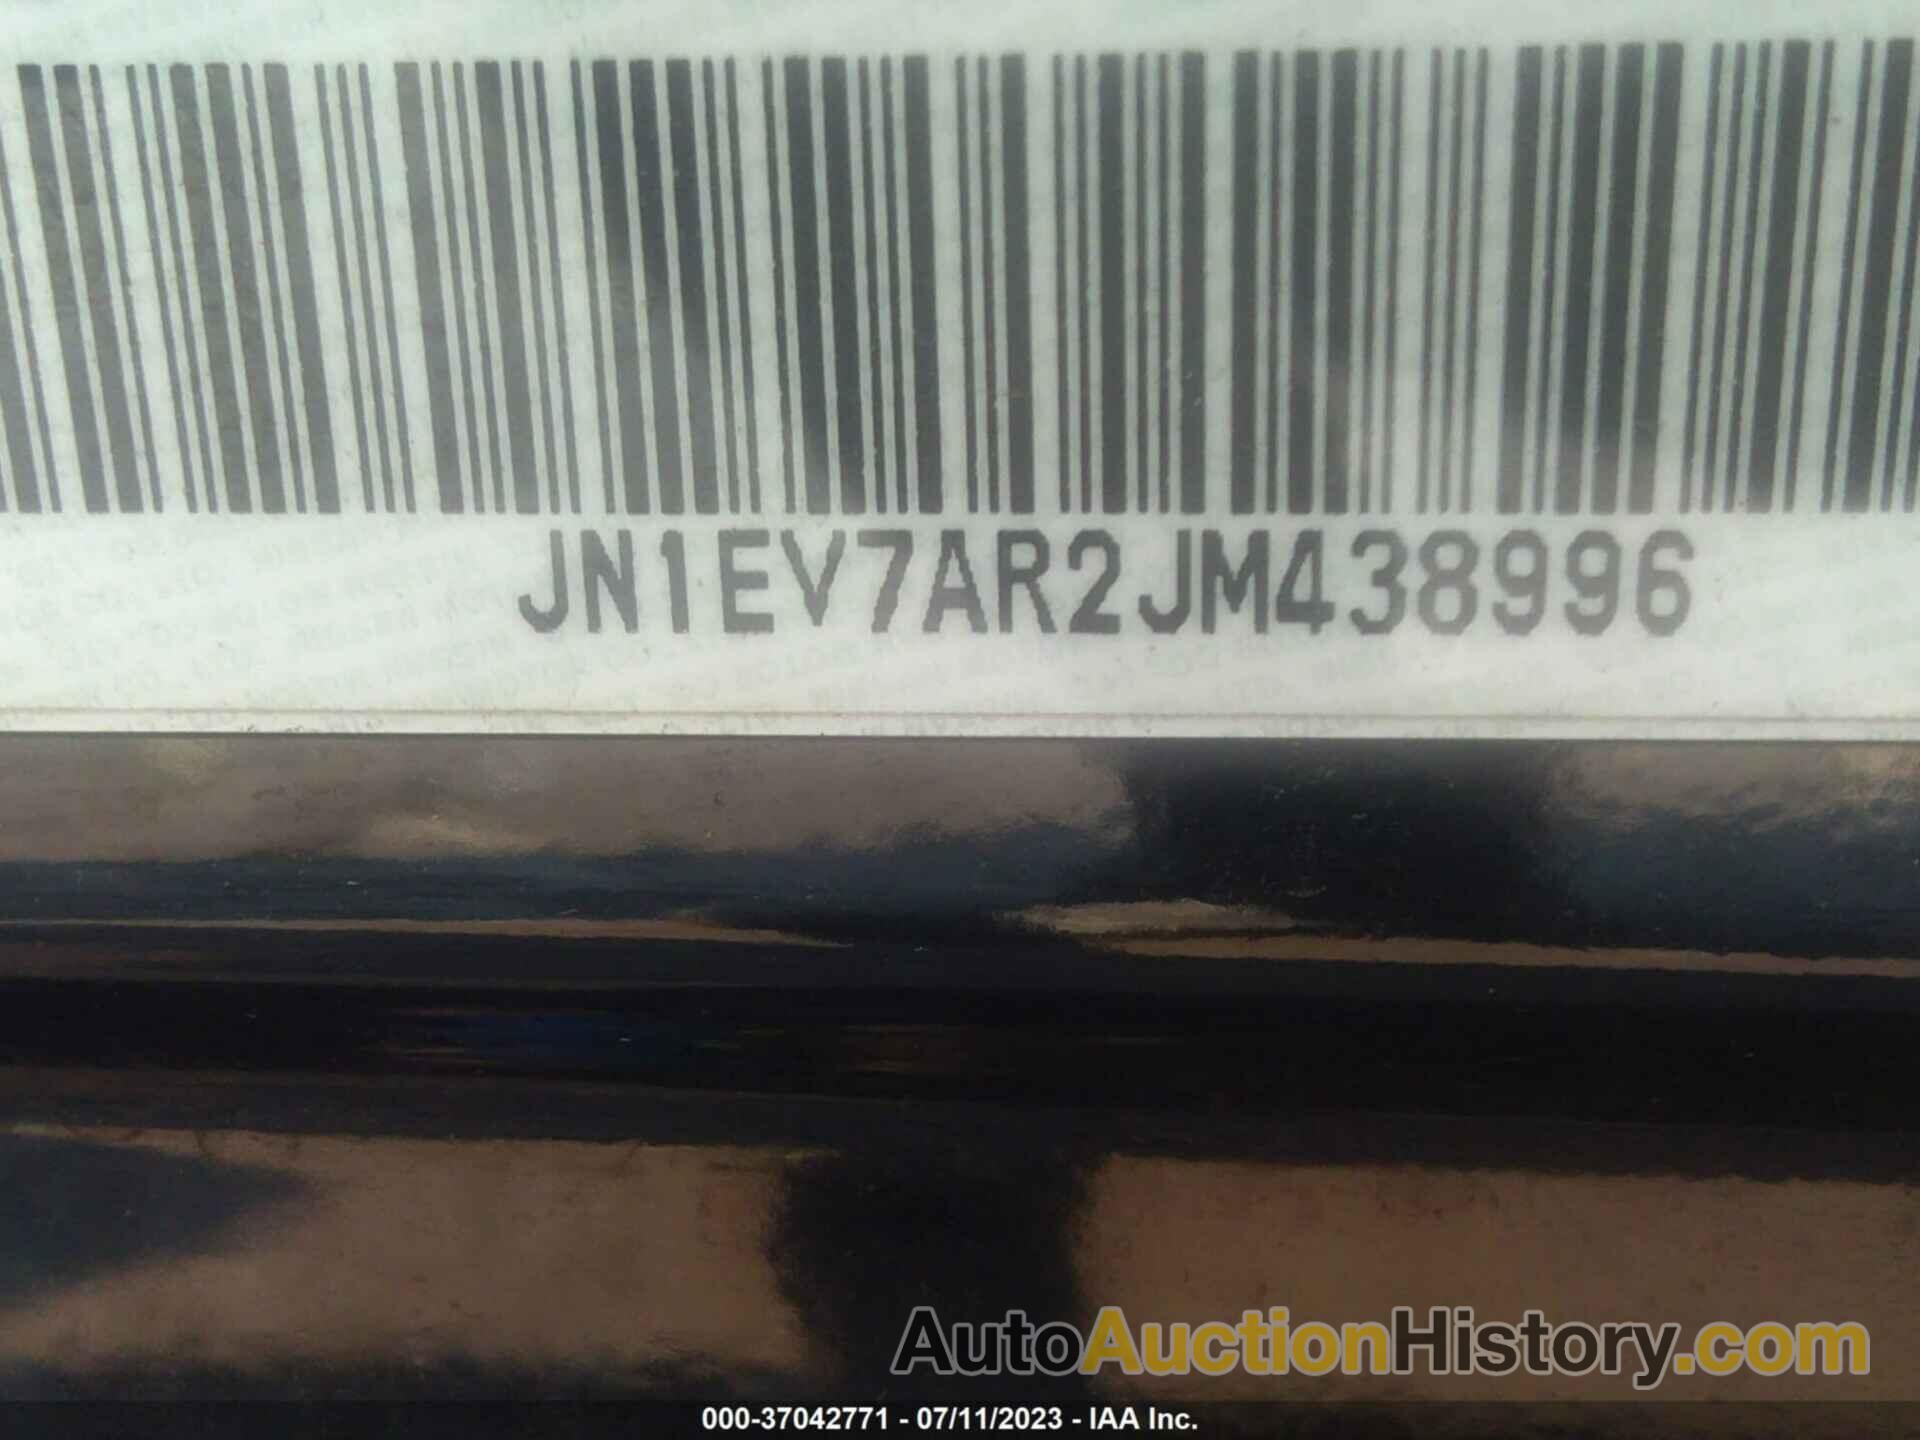 JN1EV7AR2JM438996
AutoAuctionHistory.com
000-37042771 - 07/11/2023 - IAA Inc.